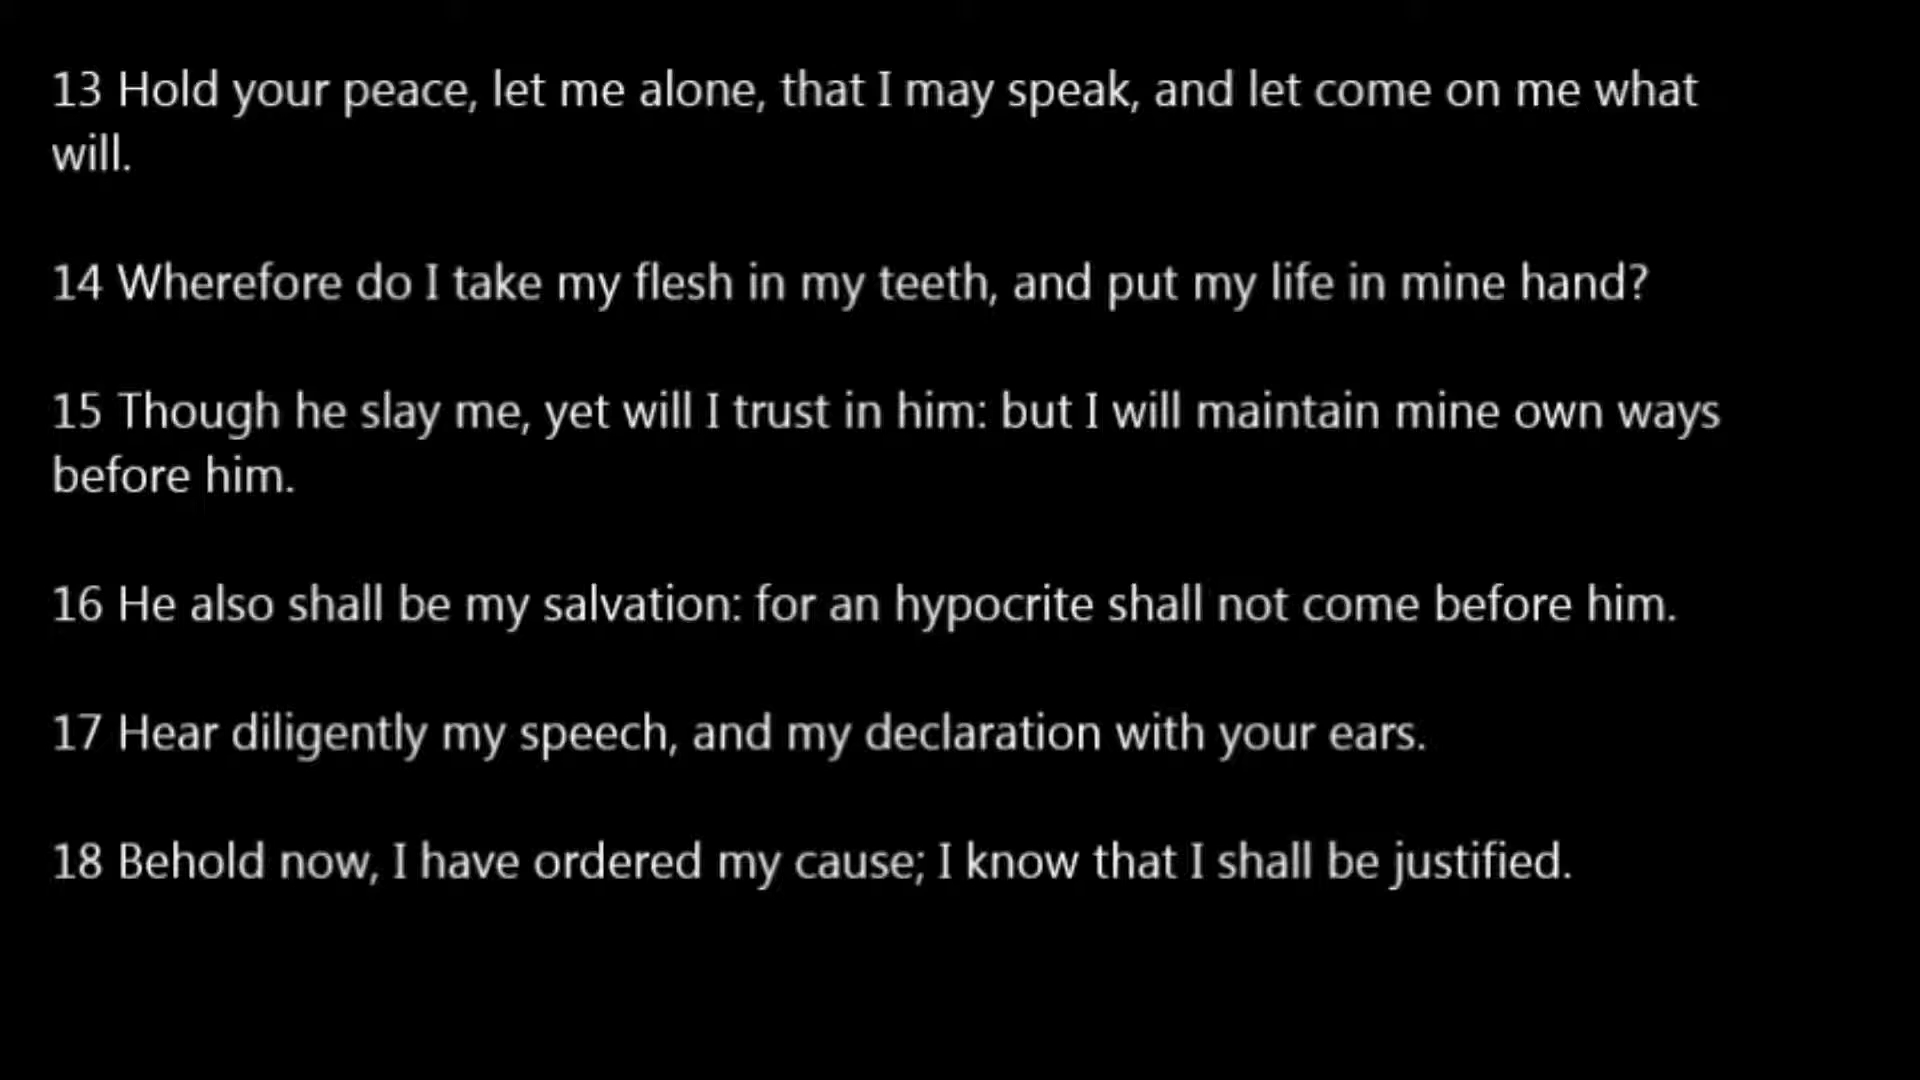 13 Hold your peace, let me alone, that I may speak, and let come on me what
will.
14 Wherefore do I take my flesh in my teeth, and put my life in mine hand?
15 Though he slay me, yet will I trust in him: but I will maintain mine own ways
before him.
16 He also shall be my salvation: for an hypocrite shall not come before him.
17 Hear diligently my speech, and my declaration with your ears.
18 Behold now, I have ordered my cause; I know that I shall be justified.